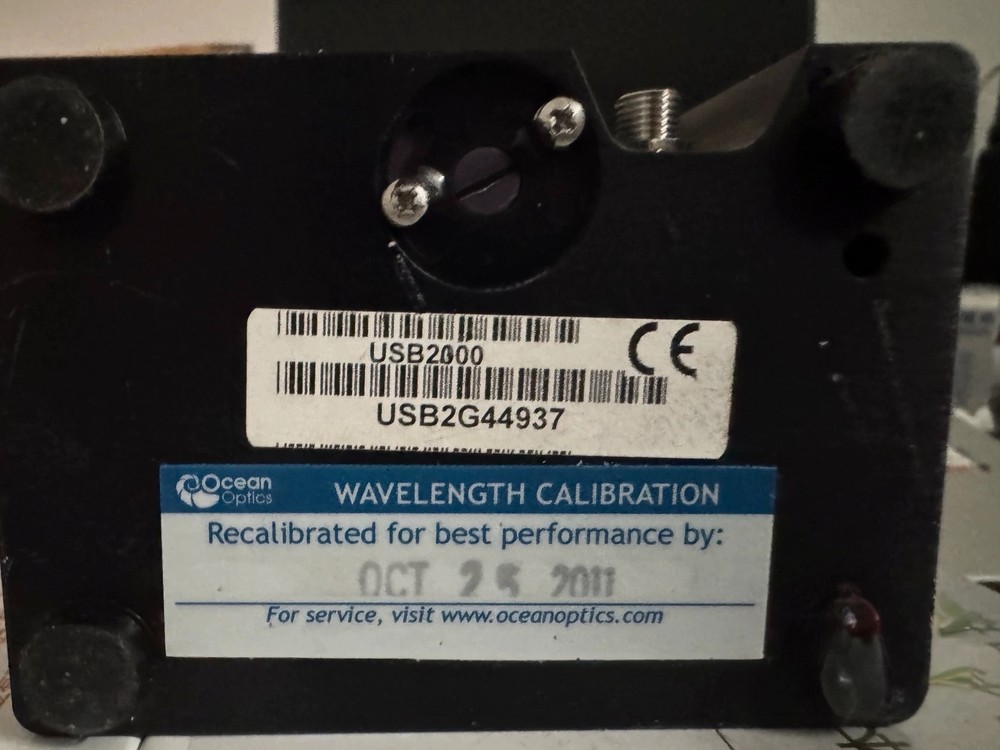 USB2000
CE
USB2G44937
Ocean
Optics
WAVELENGTH CALIBRATION
Recalibrated for best performance by:
OCT 25 2011
For service, visit www.oceanoptics.com